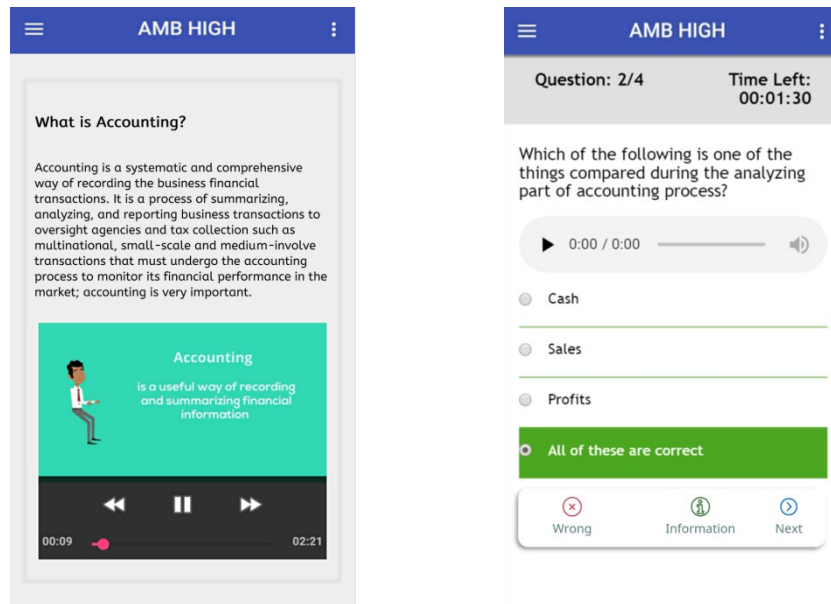 AMB HIGH
What is Accounting?
Accounting is a systematic and comprehensive
way of recording the business financial
transactions. It is a process of summarizing,
analyzing, and reporting business transactions to
oversight agencies and tax collection such as
multinational, small-scale and medium-involve
transactions that must undergo the accounting
process to monitor its financial performance in the
market; accounting is very important.
Accounting
is a useful way of recording
and summarizing financial
information
00:09 02:21
AMB HIGH
Question: 2/4 Time Left:
00:01:30
Which of the following is one of the
things compared during the analyzing
part of accounting process?
0:00 / 0:00
Cash
Sales
Profits
All of these are correct
Wrong Information Next